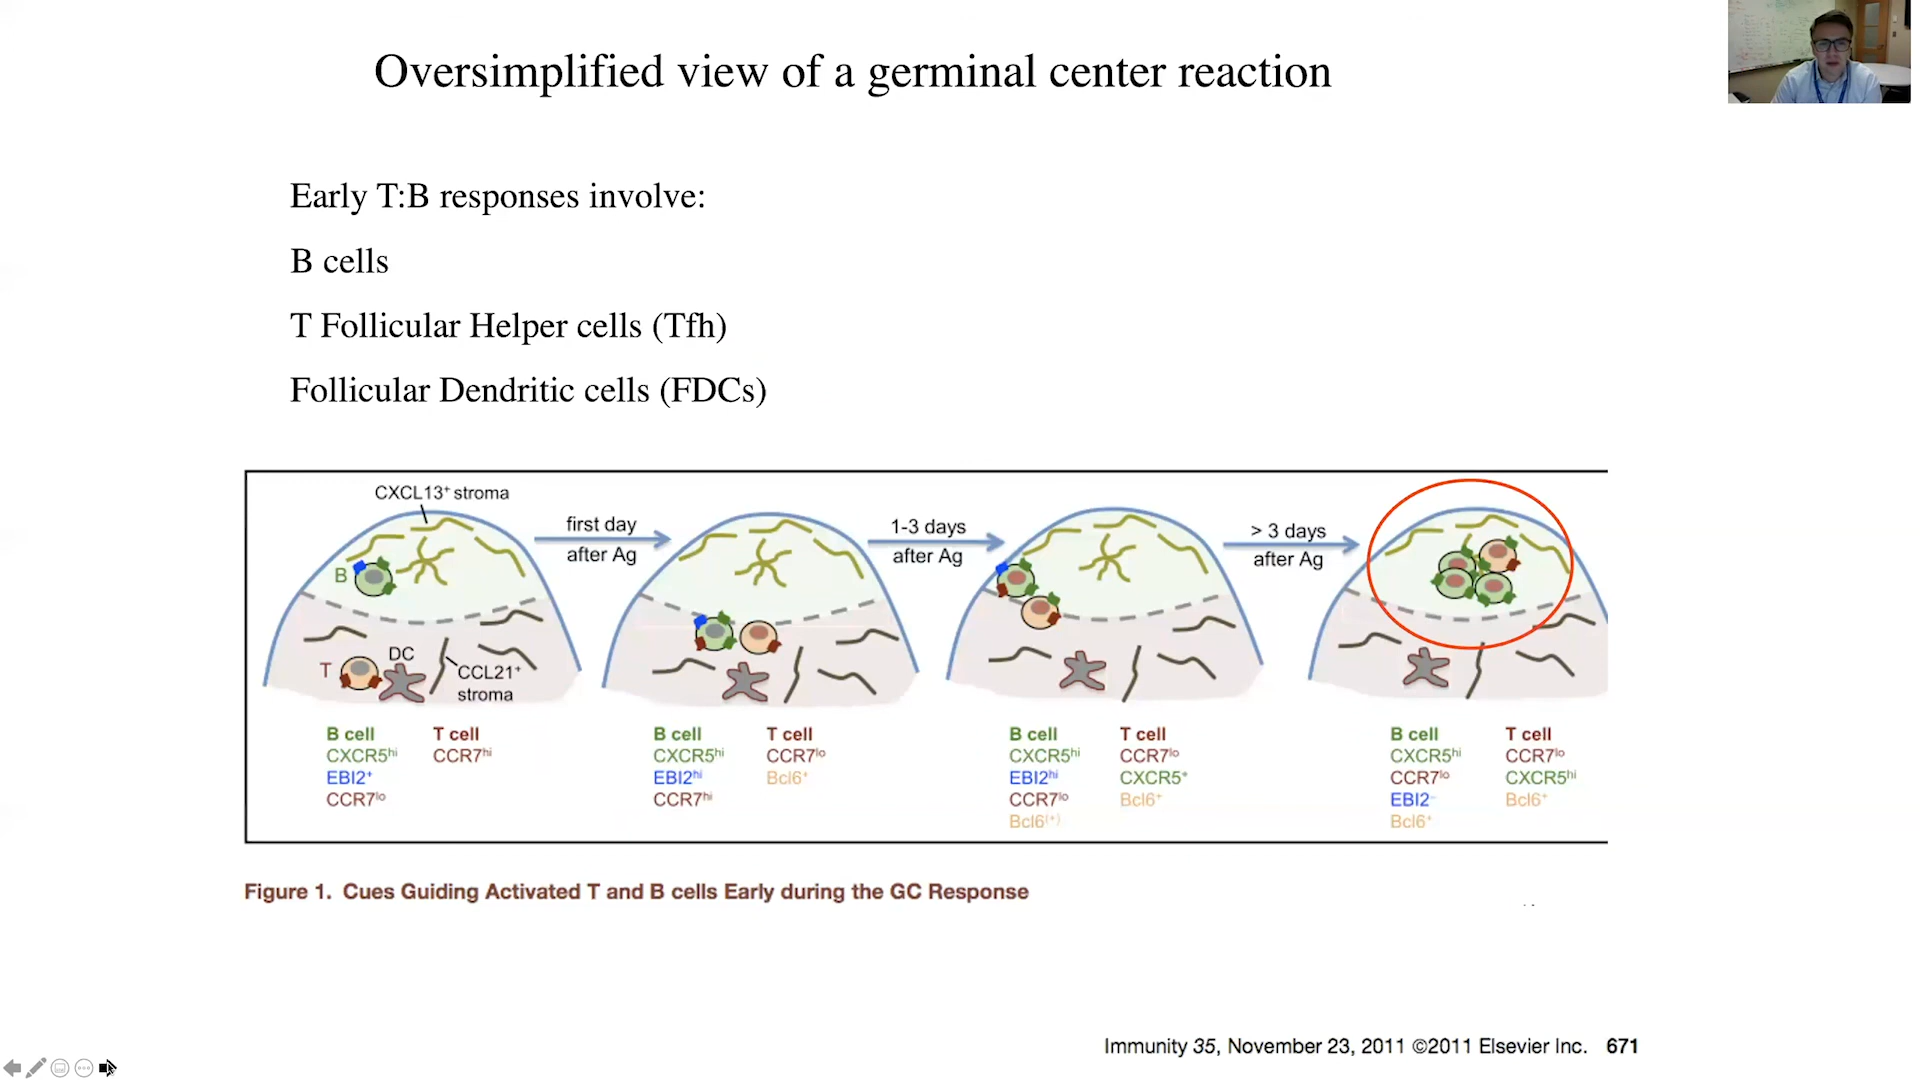 Oversimplified view of a germinal center reaction
Early T:B responses involve:
B cells
T Follicular Helper cells (Tfh)
Follicular Dendritic cells (FDCs)
CXCL13⁺ stroma
B
T
DC
CCL21⁺
stroma
first day
after Ag
1-3 days
after Ag
> 3 days
after Ag
B cell
CXCR5ʰⁱ
EBI2⁺
CCR7ˡᵒ
T cell
CCR7ʰⁱ
B cell
CXCR5ʰⁱ
EBI2ʰⁱ
CCR7ʰⁱ
T cell
CCR7ˡᵒ
Bcl6⁺
B cell
CXCR5ʰⁱ
EBI2ʰⁱ
CCR7ˡᵒ
Bcl6⁽⁺⁾
T cell
CCR7ˡᵒ
CXCR5⁺
Bcl6⁺
B cell
CXCR5ʰⁱ
CCR7ˡᵒ
EBI2⁻
Bcl6⁺
T cell
CCR7ˡᵒ
CXCR5ʰⁱ
Bcl6⁺
Figure 1. Cues Guiding Activated T and B cells Early during the GC Response
Immunity 35, November 23, 2011 ©2011 Elsevier Inc. 671